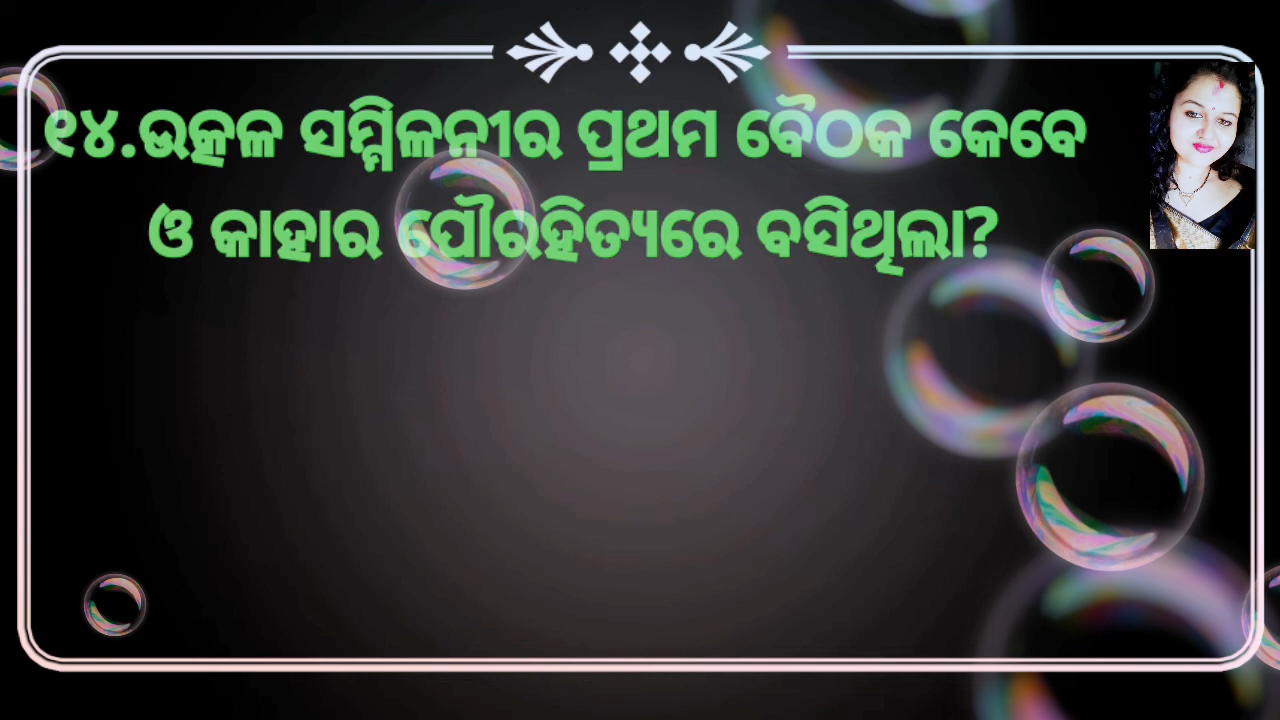 ୧୪.ଉତ୍କଳ ସମ୍ମିଳନୀର ପ୍ରଥମ ବୈଠକ କେବେ
ଓ କାହାର ପୌରହିତ୍ୟରେ ବସିଥିଲା?